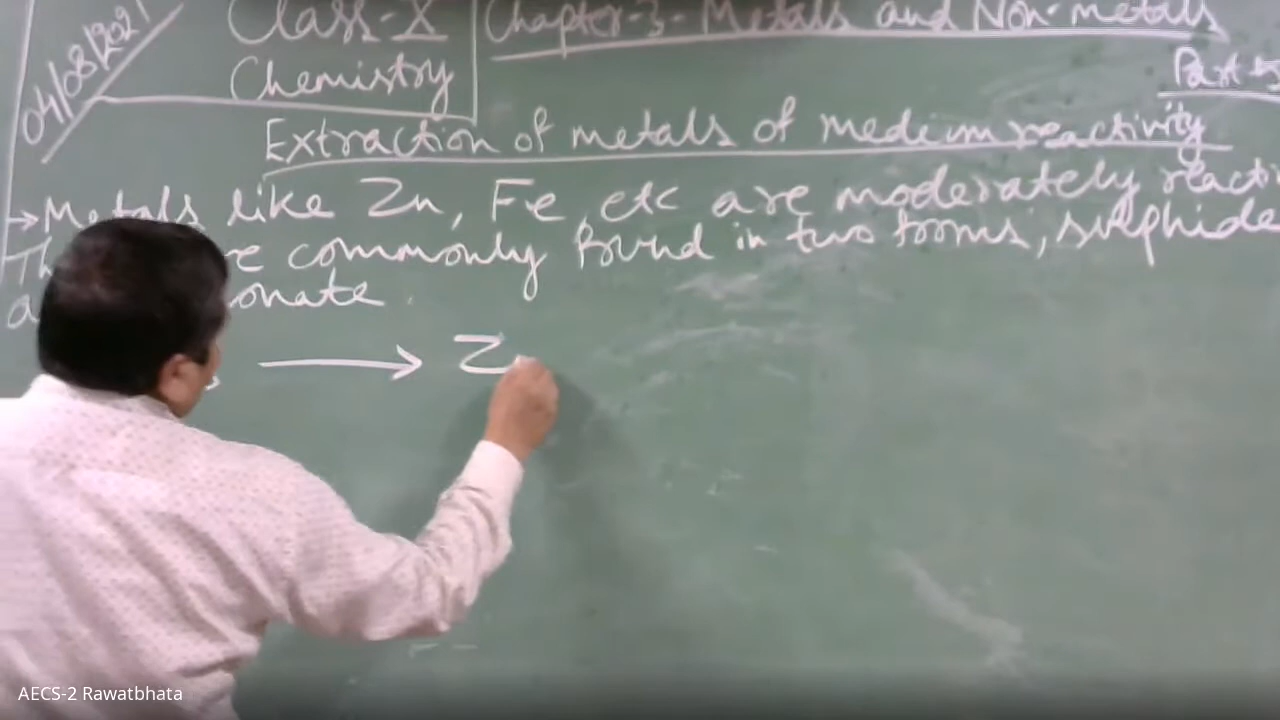 04/08/2021
Class-X
Chemistry
Chapter-3- Metals and Non-metals
Part-5
Extraction of metals of medium reactivity
→ Metals like Zn, Fe, etc are moderately reacti
Th re commonly found in two forms, sulphide
a onate.
→ Z
AECS-2 Rawatbhata